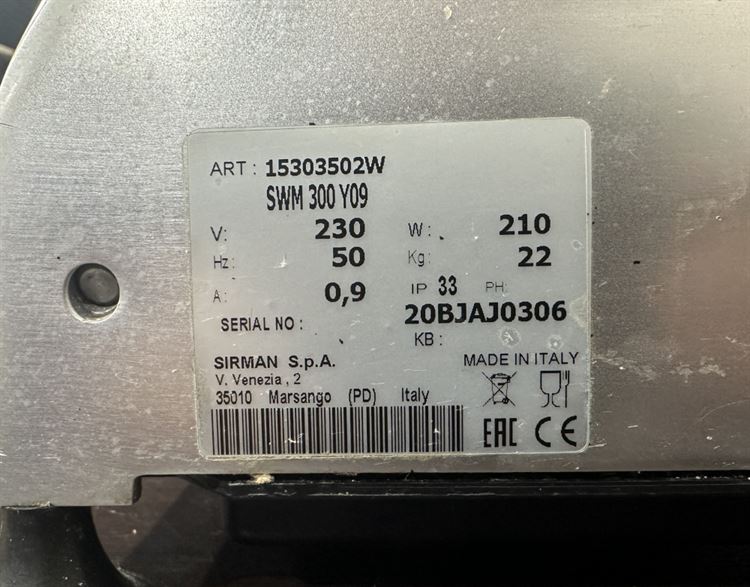 ART : 15303502W
SWM 300 Y09
V: 230 W: 210
Hz: 50 Kg: 22
A: 0,9 IP 33 PH:
SERIAL NO : 20BJAJ0306
KB :
SIRMAN S.p.A. MADE IN ITALY
V. Venezia , 2
35010 Marsango (PD) Italy
EAC CE